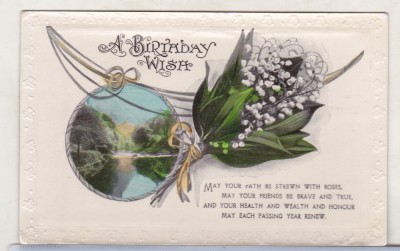 A BIRTHDAY
WISH
MAY YOUR PATH BE STREWN WITH ROSES,
MAY YOUR FRIENDS BE BRAVE AND TRUE,
AND YOUR HEALTH AND WEALTH AND HONOUR
MAY EACH PASSING YEAR RENEW.